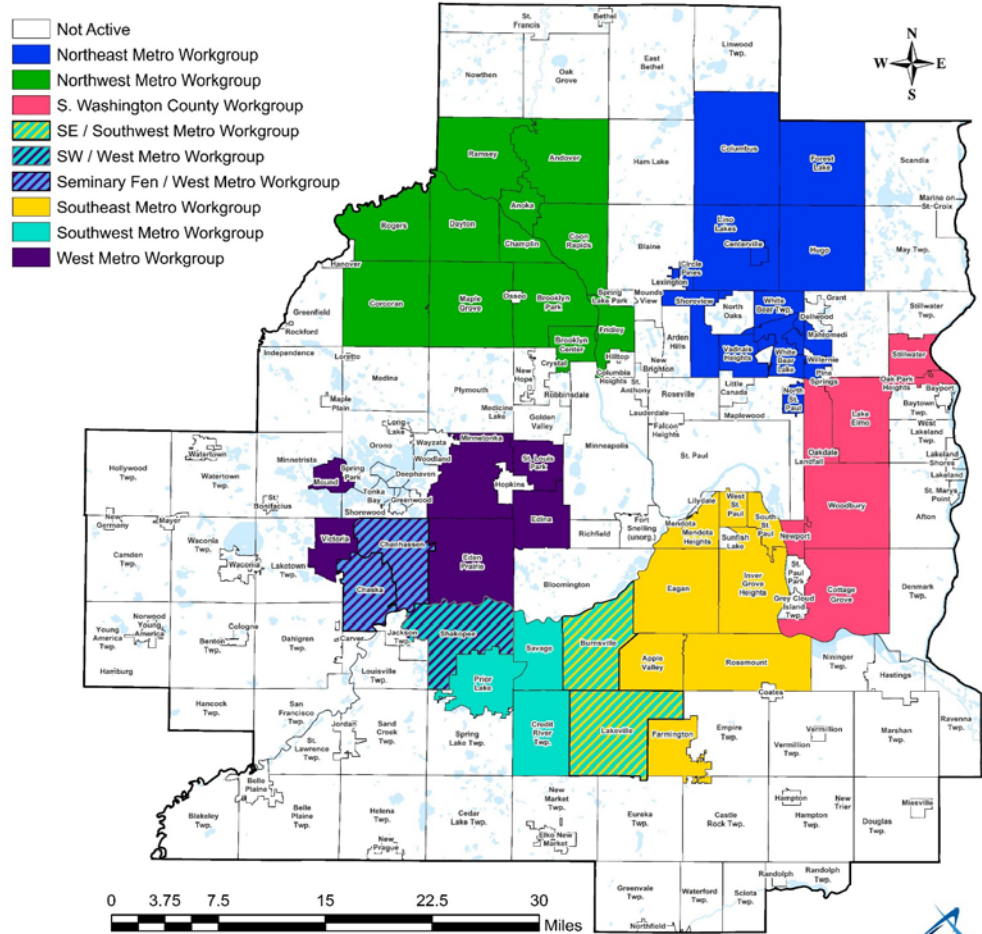 Not Active
Northeast Metro Workgroup
Northwest Metro Workgroup
S. Washington County Workgroup
SE / Southwest Metro Workgroup
SW / West Metro Workgroup
Seminary Fen / West Metro Workgroup
Southeast Metro Workgroup
Southwest Metro Workgroup
West Metro Workgroup
N
W
E
S
St.
Francis
Bethel
Linwood
Twp.
Nowthen
Oak
Grove
East
Bethel
Ramsey
Andover
Ham Lake
Columbus
Forest
Lake
Scandia
Marine on
St. Croix
Anoka
Rogers
Dayton
Champlin
Coon
Rapids
Blaine
Lino
Lakes
Centerville
Hugo
May Twp.
Hanover
Circle
Pines
Lexington
Corcoran
Maple
Grove
Osseo
Brooklyn
Park
Spring
Lake Park
Mounds
View
Shoreview
North
Oaks
White
Bear Twp.
Grant
Dellwood
Stillwater
Twp.
Greenfield
Rockford
Fridley
Arden
Hills
Mahtomedi
Brooklyn
Center
Hilltop
Vadnais
Heights
White
Bear
Lake
Willernie
Stillwater
Independence
Loretto
Medina
Crystal
New
Hope
Columbia
Heights
New
Brighton
Pine
Springs
Oak Park
Heights
Bayport
Plymouth
Robbinsdale
St.
Anthony
Roseville
Little
Canada
North
St. Paul
Maple
Plain
Medicine
Lake
Golden
Valley
Lauderdale
Falcon
Heights
Maplewood
Lake
Elmo
Baytown
Twp.
Long
Lake
Orono
Wayzata
Woodland
Minnetonka
Minneapolis
St. Paul
Oakdale
Landfall
West
Lakeland
Twp.
Hollywood
Twp.
Watertown
Watertown
Twp.
Minnetrista
Spring
Park
Deephaven
St. Louis
Park
Hopkins
Lakeland
Shores
Lakeland
Mound
Tonka
Bay
Greenwood
Lilydale
West St.
Paul
Woodbury
St. Marys
Point
St.
Bonifacius
Shorewood
Edina
Mendota
Mendota
Heights
South
St.
Paul
Afton
New
Germany
Mayer
Victoria
Chanhassen
Richfield
Fort
Snelling
(unorg.)
Sunfish
Lake
Newport
Camden
Twp.
Waconia
Twp.
Waconia
Laketown
Twp.
Eden
Prairie
Bloomington
Eagan
Inver
Grove
Heights
St.
Paul
Park
Cottage
Grove
Denmark
Twp.
Chaska
Grey Cloud
Island
Twp.
Norwood
Young
America
Young
America
Twp.
Cologne
Benton
Twp.
Dahlgren
Twp.
Carver
Jackson
Twp.
Shakopee
Savage
Burnsville
Louisville
Twp.
Apple
Valley
Rosemount
Nininger
Twp.
Hamburg
Prior
Lake
Hastings
Coates
Hancock
Twp.
San
Francisco
Twp.
Jordan
Sand
Creek
Twp.
Spring
Lake Twp.
Credit
River Twp.
Lakeville
Farmington
Empire
Twp.
Vermillion
Vermillion
Twp.
Marshan
Twp.
Ravenna
Twp.
St.
Lawrence
Twp.
Belle
Plaine
Blakeley
Twp.
Belle
Plaine
Twp.
Helena
Twp.
New
Prague
Cedar
Lake Twp.
New
Market
Twp.
Elko New
Market
Eureka
Twp.
Castle
Rock Twp.
Hampton
Hampton
Twp.
New
Trier
Douglas
Twp.
Miesville
Greenvale
Twp.
Waterford
Twp.
Sciota
Twp.
Randolph
Randolph
Twp.
Northfield
0 3.75 7.5 15 22.5 30
Miles